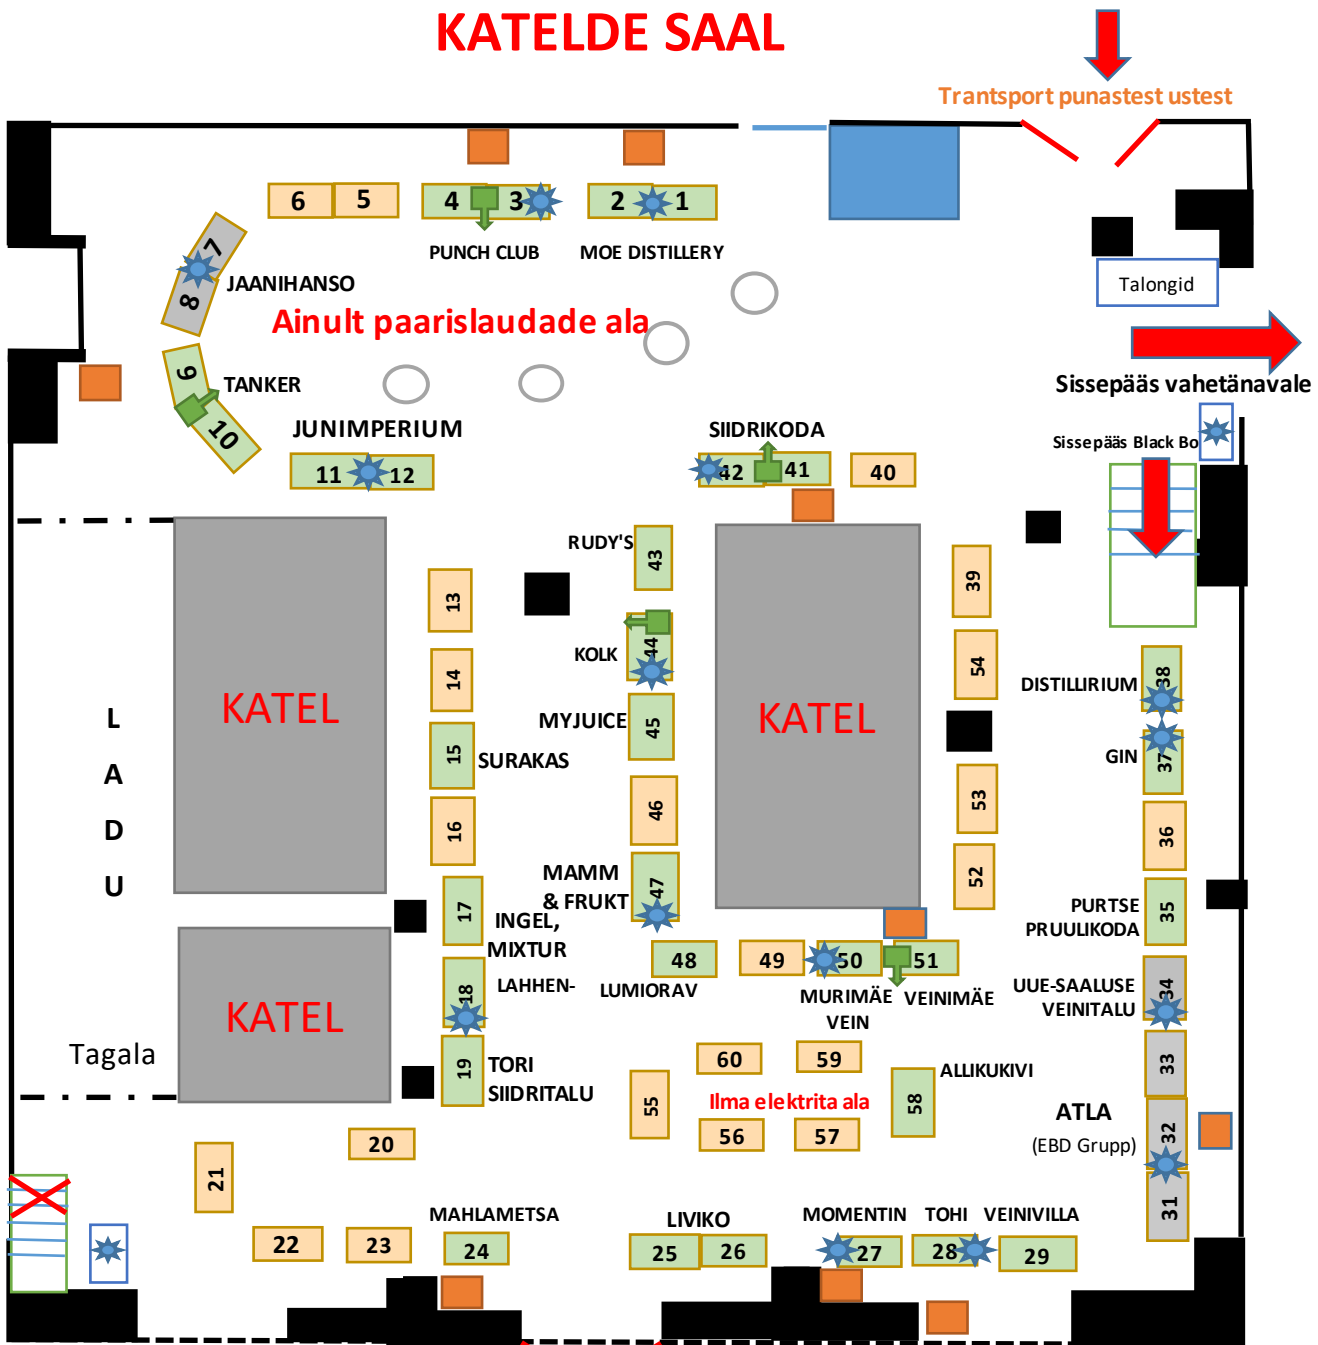 KATELDE SAAL
Trantsport punastest ustest
6
5
4
3
2
1
PUNCH CLUB
MOE DISTILLERY
7
8
JAANIHANSO
Talongid
Ainult paarislaudade ala
Sissepääs vahetänavale
9
TANKER
10
JUNIMPERIUM
SIIDRIKODA
Sissepääs Black Bo
11
12
42
41
40
RUDY'S
43
39
13
KOLK
44
54
14
DISTILLIRIUM
38
KATEL
KATEL
L
A
D
U
MYJUICE
45
15
SURAKAS
GIN
37
46
53
16
36
MAMM
& FRUKT
47
52
17
INGEL,
MIXTUR
PURTSE
PRUULIKODA
35
48
49
50
51
LUMIORAV
MURIMÄE
VEIN
VEINIMÄE
18
LAHHEN-
UUE-SAALUSE
VEINITALU
34
KATEL
Tagala
19
TORI
SIIDRITALU
60
59
33
ALLIKUKIVI
58
55
Ilma elektrita ala
56
57
ATLA
(EBD Grupp)
32
20
21
31
MAHLAMETSA
LIVIKO
MOMENTIN
TOHI
VEINIVILLA
22
23
24
25
26
27
28
29